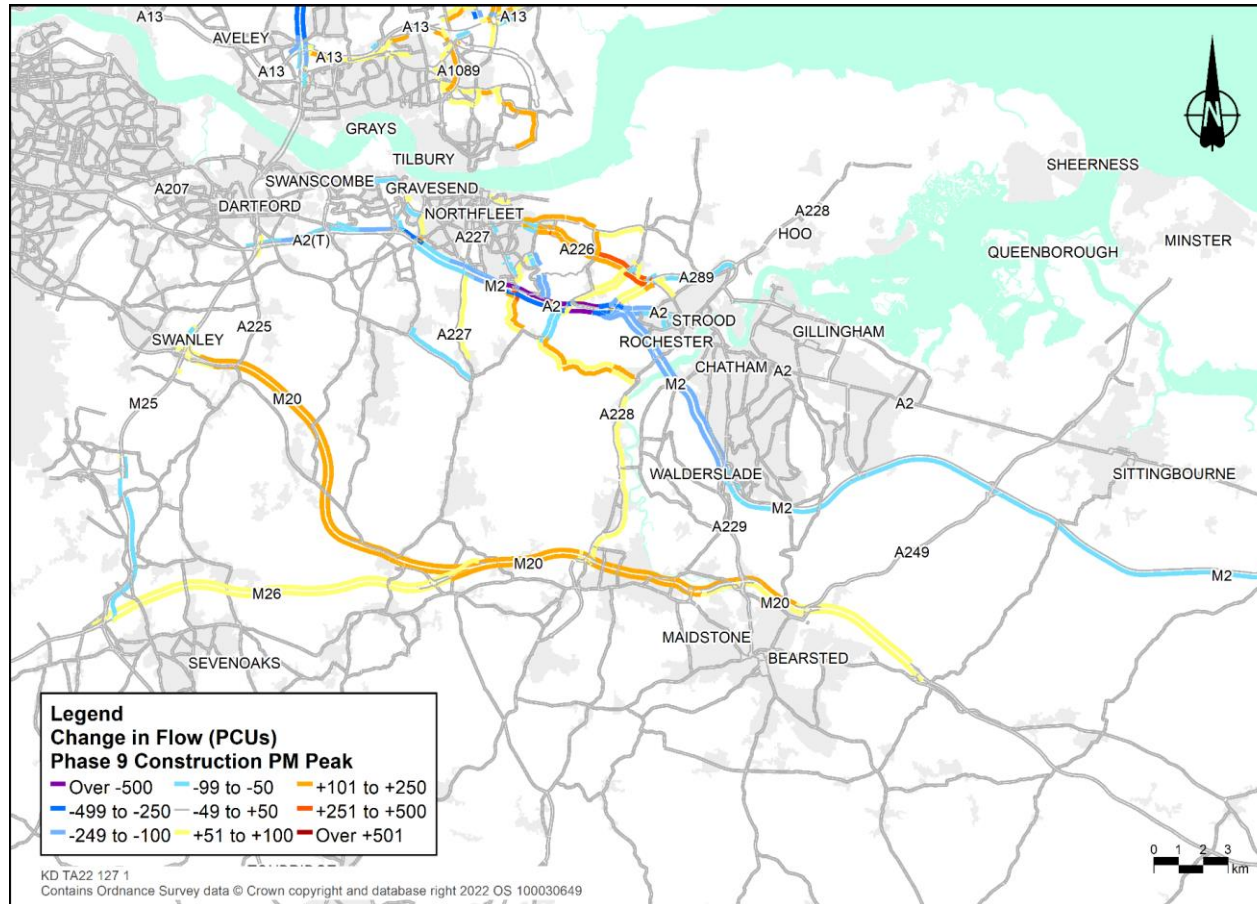 A13
A13
A13
AVELEY
A13
A13
A1089
GRAYS
N
TILBURY
SHEERNESS
SWANSCOMBE
GRAVESEND
A207
DARTFORD
NORTHFLEET
A228
HOO
MINSTER
A2(T)
A227
A226
QUEENBOROUGH
A289
M2
A2
A2
STROOD
GILLINGHAM
SWANLEY
A225
A227
ROCHESTER
CHATHAM
A2
M2
M25
M20
A228
A2
WALDERSLADE
SITTINGBOURNE
M2
A229
A249
M20
M2
M26
M20
MAIDSTONE
SEVENOAKS
BEARSTED
Legend
Change in Flow (PCUs)
Phase 9 Construction PM Peak
Over -500 -99 to -50 +101 to +250
-499 to -250 -49 to +50 +251 to +500
-249 to -100 +51 to +100 Over +501
0 1 2 3
km
KD TA22 127 1
Contains Ordnance Survey data © Crown copyright and database right 2022 OS 100030649